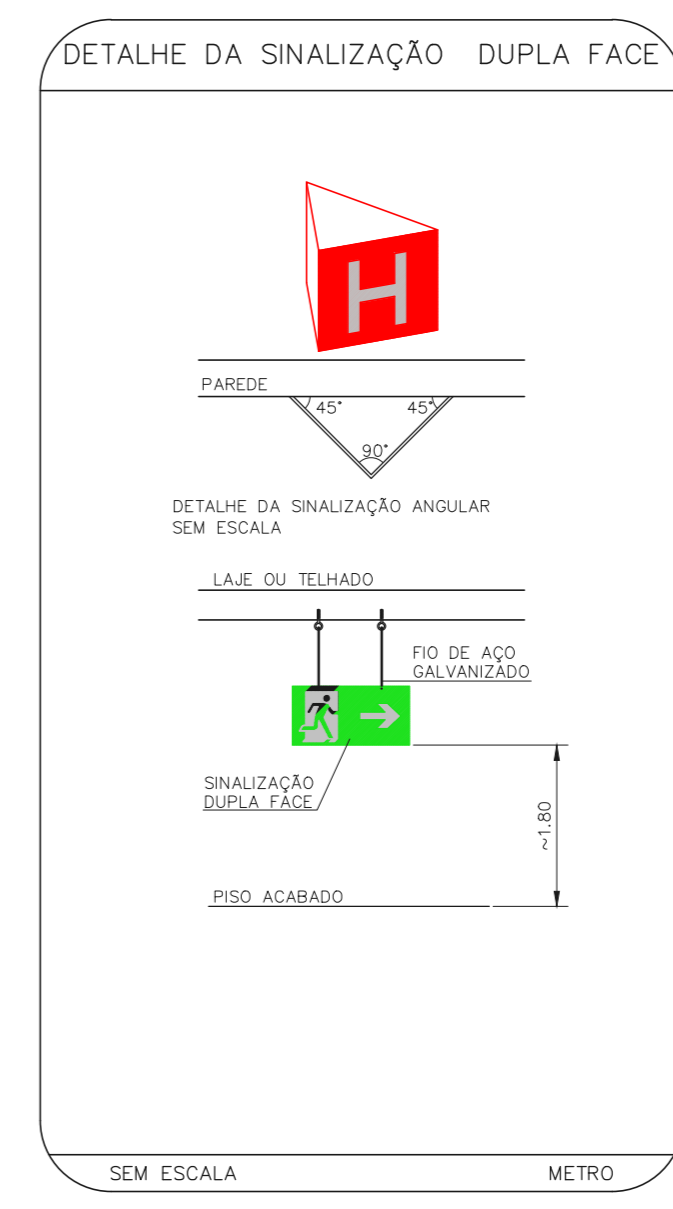 DETALHE DA SINALIZAÇÃO DUPLA FACE
H
PAREDE
45°
45°
90°
DETALHE DA SINALIZAÇÃO ANGULAR
SEM ESCALA
LAJE OU TELHADO
FIO DE AÇO
GALVANIZADO
SINALIZAÇÃO
DUPLA FACE
~1.80
PISO ACABADO
SEM ESCALA
METRO